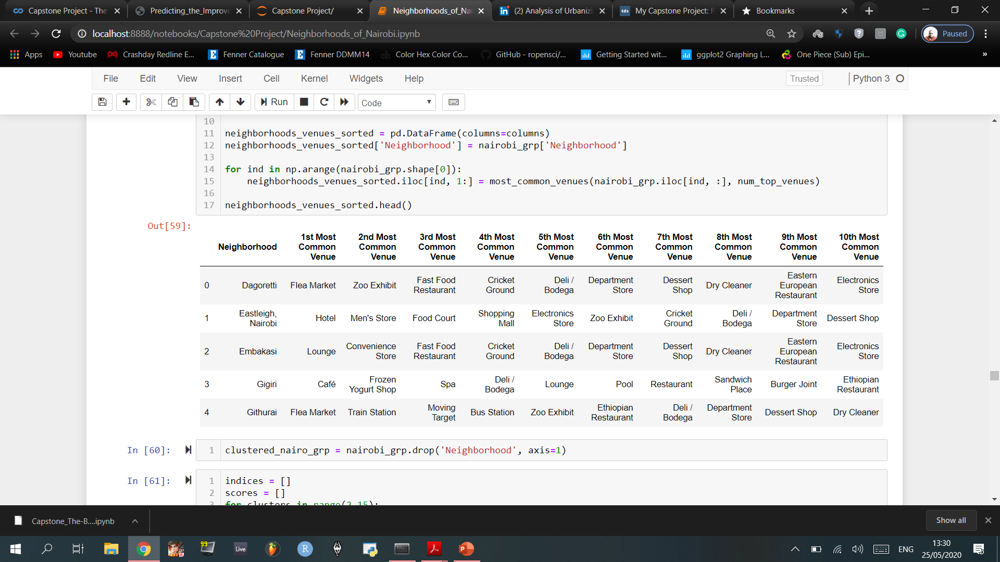 Capstone Project - The
Predicting_the_Improve
Capstone Project/
Neighborhoods_of_Nai
(2) Analysis of Urbanizi
My Capstone Project: R
Bookmarks
localhost:8888/notebooks/Capstone%20Project/Neighborhoods_of_Nairobi.ipynb
Paused
Apps
Youtube
Crashday Redline E...
Fenner Catalogue
Fenner DDMM14
Color Hex Color Co...
GitHub - ropensci/...
Getting Started wit...
ggplot2 Graphing L...
One Piece (Sub) Epi...
»
File Edit View Insert Cell Kernel Widgets Help
Trusted
Python 3
Run
Code
10
11 neighborhoods_venues_sorted = pd.DataFrame(columns=columns)
12 neighborhoods_venues_sorted['Neighborhood'] = nairobi_grp['Neighborhood']
13
14 for ind in np.arange(nairobi_grp.shape[0]):
15 neighborhoods_venues_sorted.iloc[ind, 1:] = most_common_venues(nairobi_grp.iloc[ind, :], num_top_venues)
16
17 neighborhoods_venues_sorted.head()
Out[59]:
Neighborhood 1st Most Common Venue 2nd Most Common Venue 3rd Most Common Venue 4th Most Common Venue 5th Most Common Venue 6th Most Common Venue 7th Most Common Venue 8th Most Common Venue 9th Most Common Venue 10th Most Common Venue
0 Dagoretti Flea Market Zoo Exhibit Fast Food Restaurant Cricket Ground Deli / Bodega Department Store Dessert Shop Dry Cleaner Eastern European Restaurant Electronics Store
1 Eastleigh, Nairobi Hotel Men's Store Food Court Shopping Mall Electronics Store Zoo Exhibit Cricket Ground Deli / Bodega Department Store Dessert Shop
2 Embakasi Lounge Convenience Store Fast Food Restaurant Cricket Ground Deli / Bodega Department Store Dessert Shop Dry Cleaner Eastern European Restaurant Electronics Store
3 Gigiri Café Frozen Yogurt Shop Spa Deli / Bodega Lounge Pool Restaurant Sandwich Place Burger Joint Ethiopian Restaurant
4 Githurai Flea Market Train Station Moving Target Bus Station Zoo Exhibit Ethiopian Restaurant Deli / Bodega Department Store Dessert Shop Dry Cleaner
In [60]:
1 clustered_nairo_grp = nairobi_grp.drop('Neighborhood', axis=1)
In [61]:
1 indices = []
2 scores = []
3 for clusters in range(2,15):
Capstone_The-B....ipynb
Show all
99
Live
ENG
13:30
25/05/2020